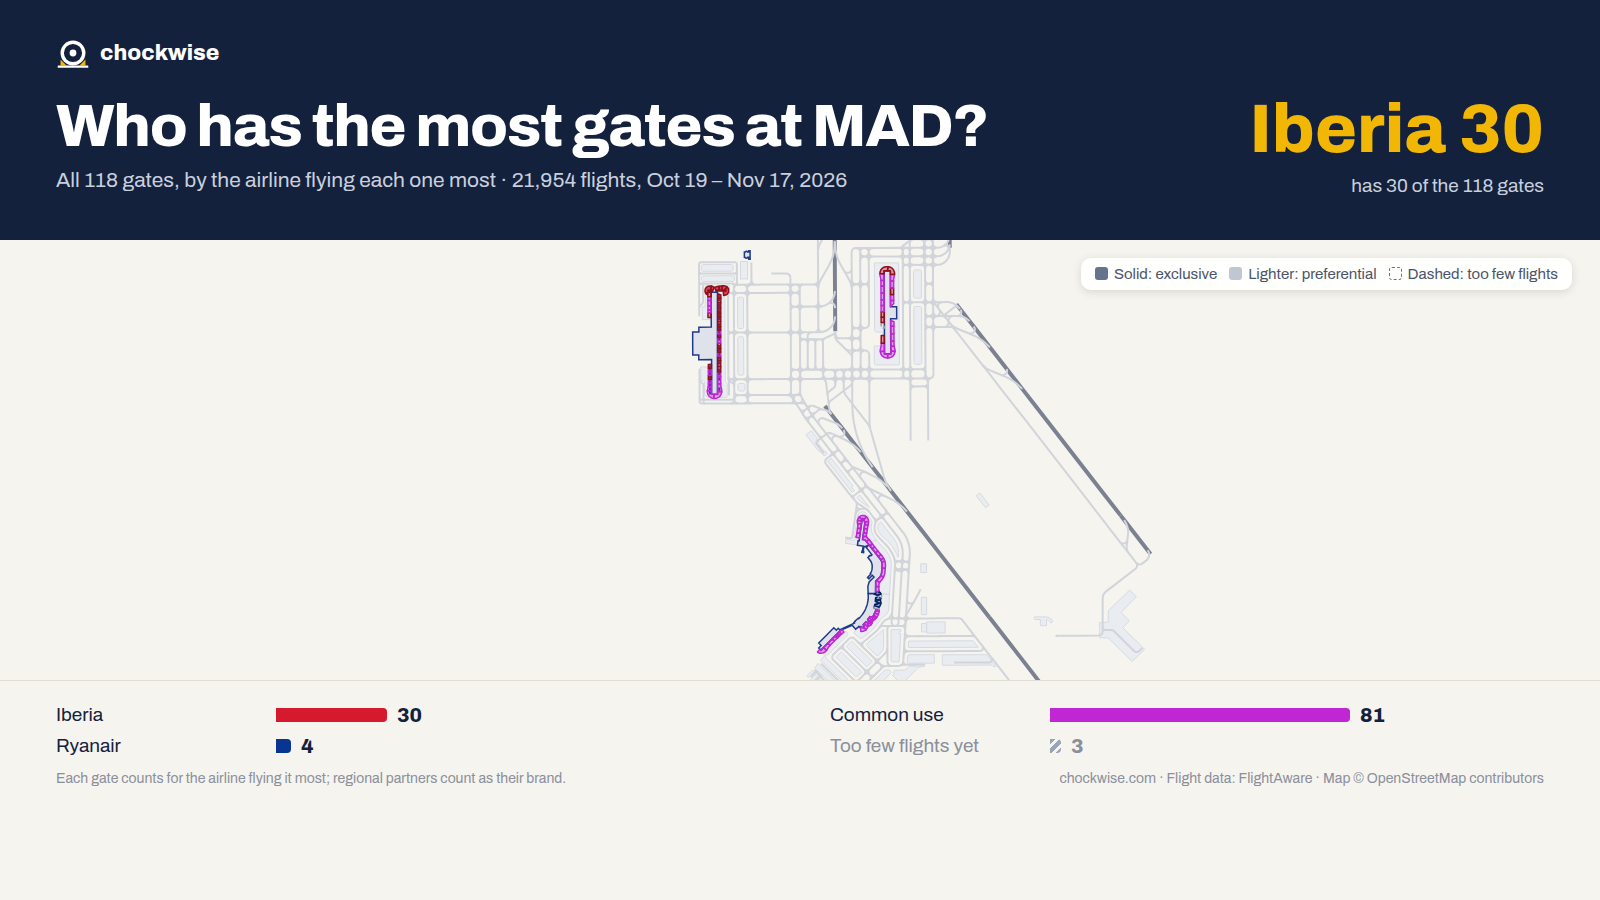 chockwise
Who has the most gates at MAD?
All 118 gates, by the airline flying each one most · 21,954 flights, Oct 19 – Nov 17, 2026
Iberia 30
has 30 of the 118 gates
Solid: exclusive
Lighter: preferential
Dashed: too few flights
Iberia 30
Ryanair 4
Common use 81
Too few flights yet 3
Each gate counts for the airline flying it most; regional partners count as their brand.
chockwise.com · Flight data: FlightAware · Map © OpenStreetMap contributors